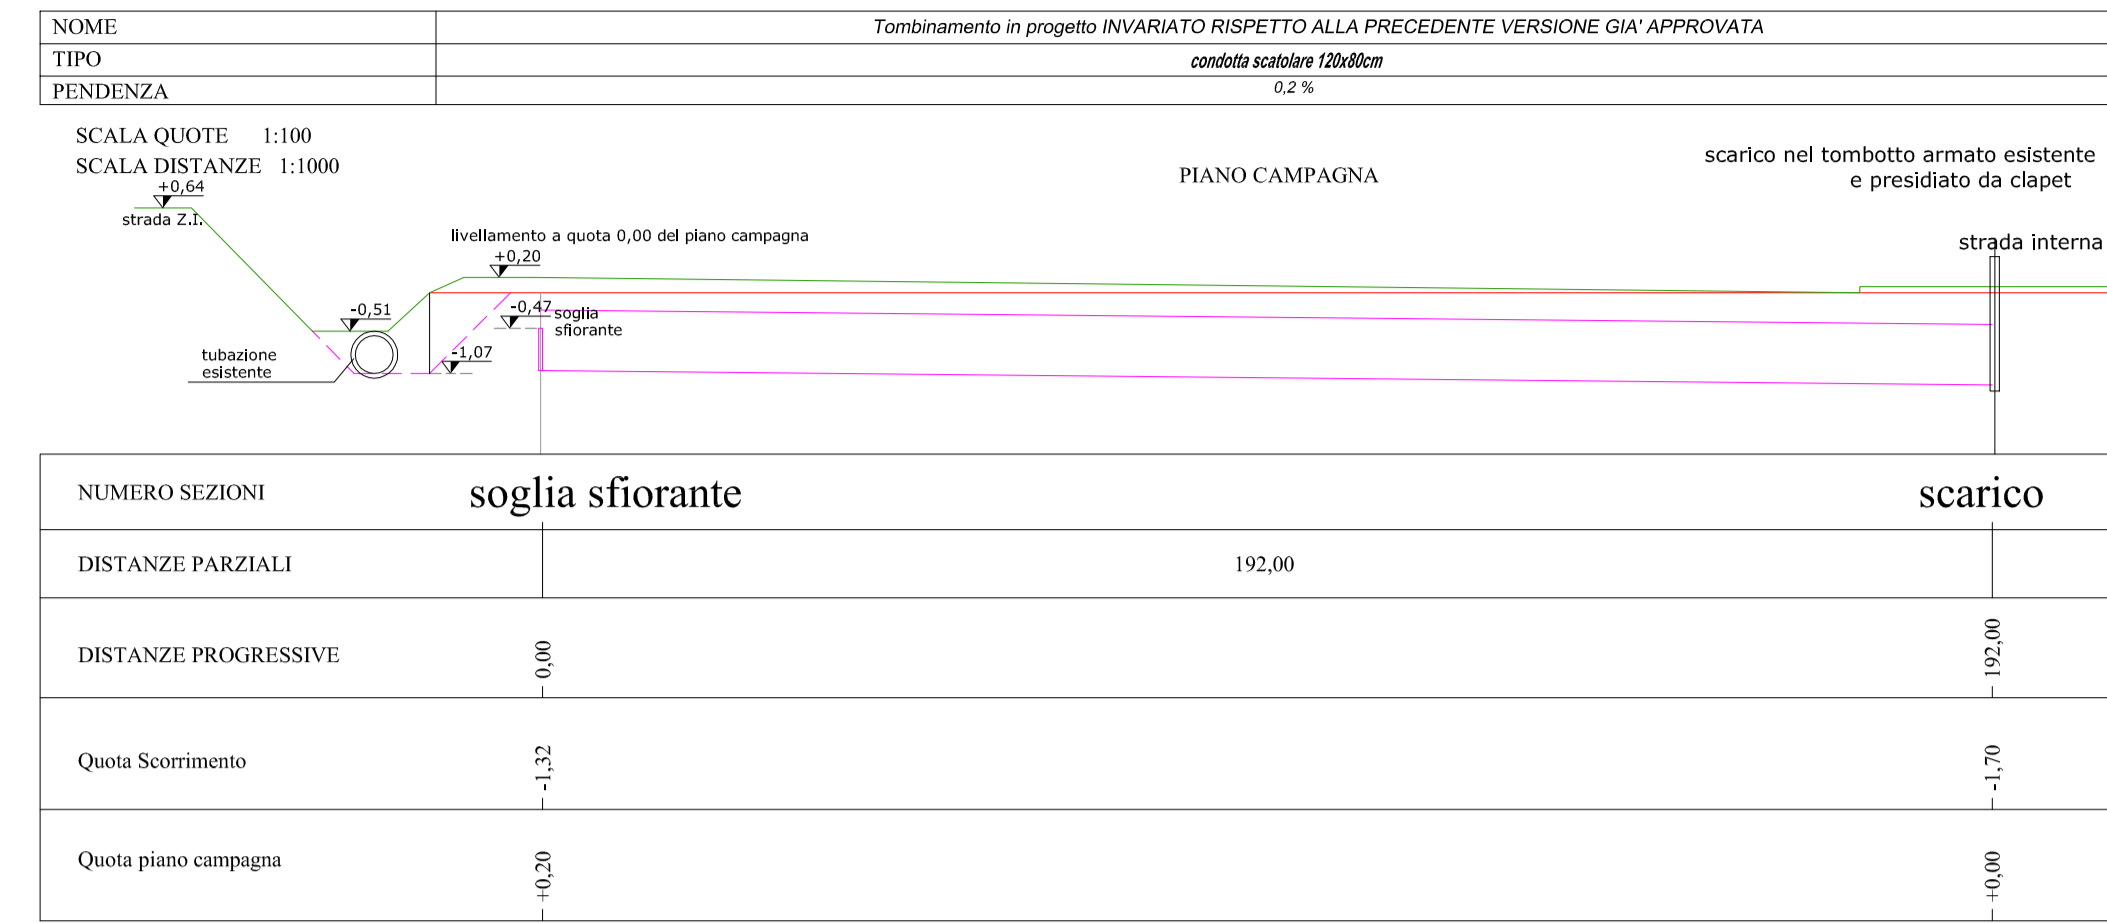 NOME Tombinamento in progetto INVARIATO RISPETTO ALLA PRECEDENTE VERSIONE GIA' APPROVATA
TIPO condotta scatolare 120x80cm
PENDENZA 0,2 %
SCALA QUOTE 1:100
SCALA DISTANZE 1:1000
PIANO CAMPAGNA
scarico nel tombotto armato esistente
e presidiato da clapet
+0,64
strada Z.I.
livellamento a quota 0,00 del piano campagna
+0,20
strada interna
-0,51
-0,47
soglia
sfiorante
-1,07
tubazione
esistente
NUMERO SEZIONI soglia sfiorante scarico
DISTANZE PARZIALI 192,00
DISTANZE PROGRESSIVE 0,00 192,00
Quota Scorrimento -1,32 -1,70
Quota piano campagna +0,20 +0,00